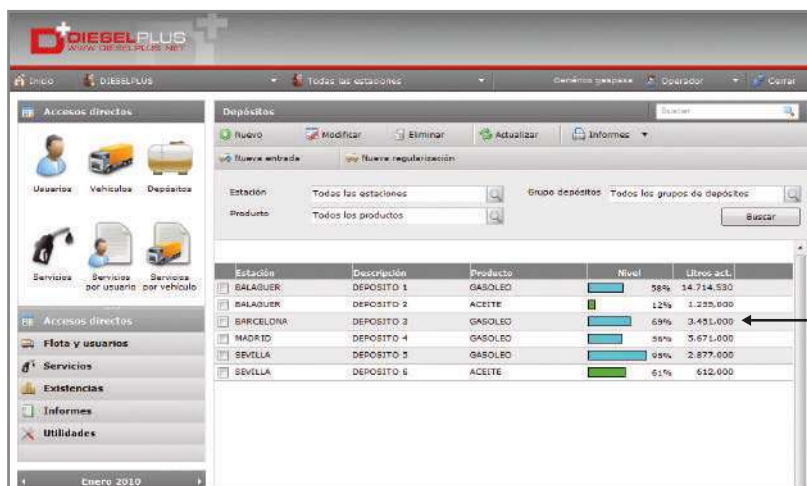 DIESELPLUS
WWW.DIESELPLUS.NET
Inicio DIESELPLUS Todas las estaciones Genérico gaspasa Operador Cerrar
Accesos directos
Depósitos
Buscar
Nuevo Modificar Eliminar Actualizar Informes
Nueva entrada Nueva regularización
Usuarios Vehículos Depósitos
Estación Todas las estaciones Grupo depósitos Todos los grupos de depósitos
Producto Todos los productos Buscar
Servicios Servicios por usuario Servicios por vehículo
Estación Descripción Producto Nivel Litros act.
BALAGUER DEPOSITO 1 GASOLEO 58% 14.714,530
BALAGUER DEPOSITO 2 ACEITE 12%
BARCELONA DEPOSITO 3 GASOLEO 69% 3.451,000
MADRID DEPOSITO 4 GASOLEO 56% 5.671,000
SEVILLA DEPOSITO 5 GASOLEO 2.877,000
SEVILLA DEPOSITO 6 ACEITE 61% 612,000
Accesos directos
Flota y usuarios
Servicios
Existencias
Informes
Utilidades
Enero 2010